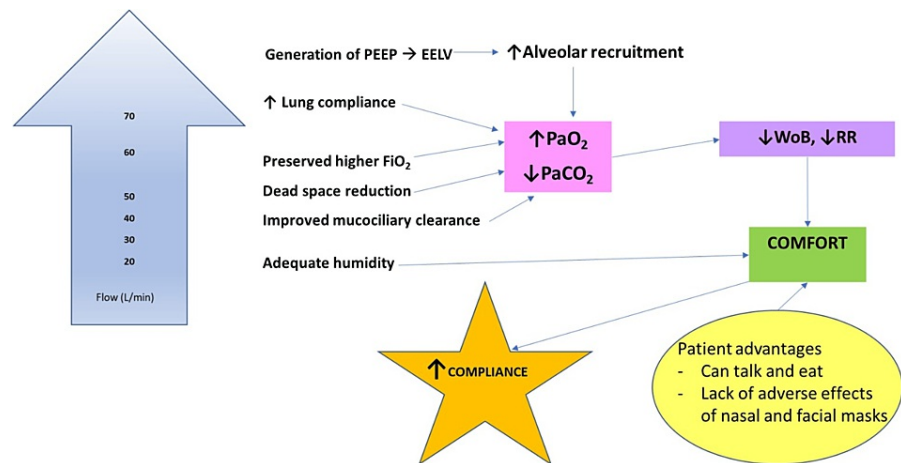 70
60
50
40
30
20
Flow (L/min)
Generation of PEEP → EELV
↑Alveolar recruitment
↑ Lung compliance
Preserved higher FiO₂
Dead space reduction
Improved mucociliary clearance
Adequate humidity
↑PaO₂
↓PaCO₂
↓WoB, ↓RR
COMFORT
↑COMPLIANCE
Patient advantages
- Can talk and eat
- Lack of adverse effects
of nasal and facial masks